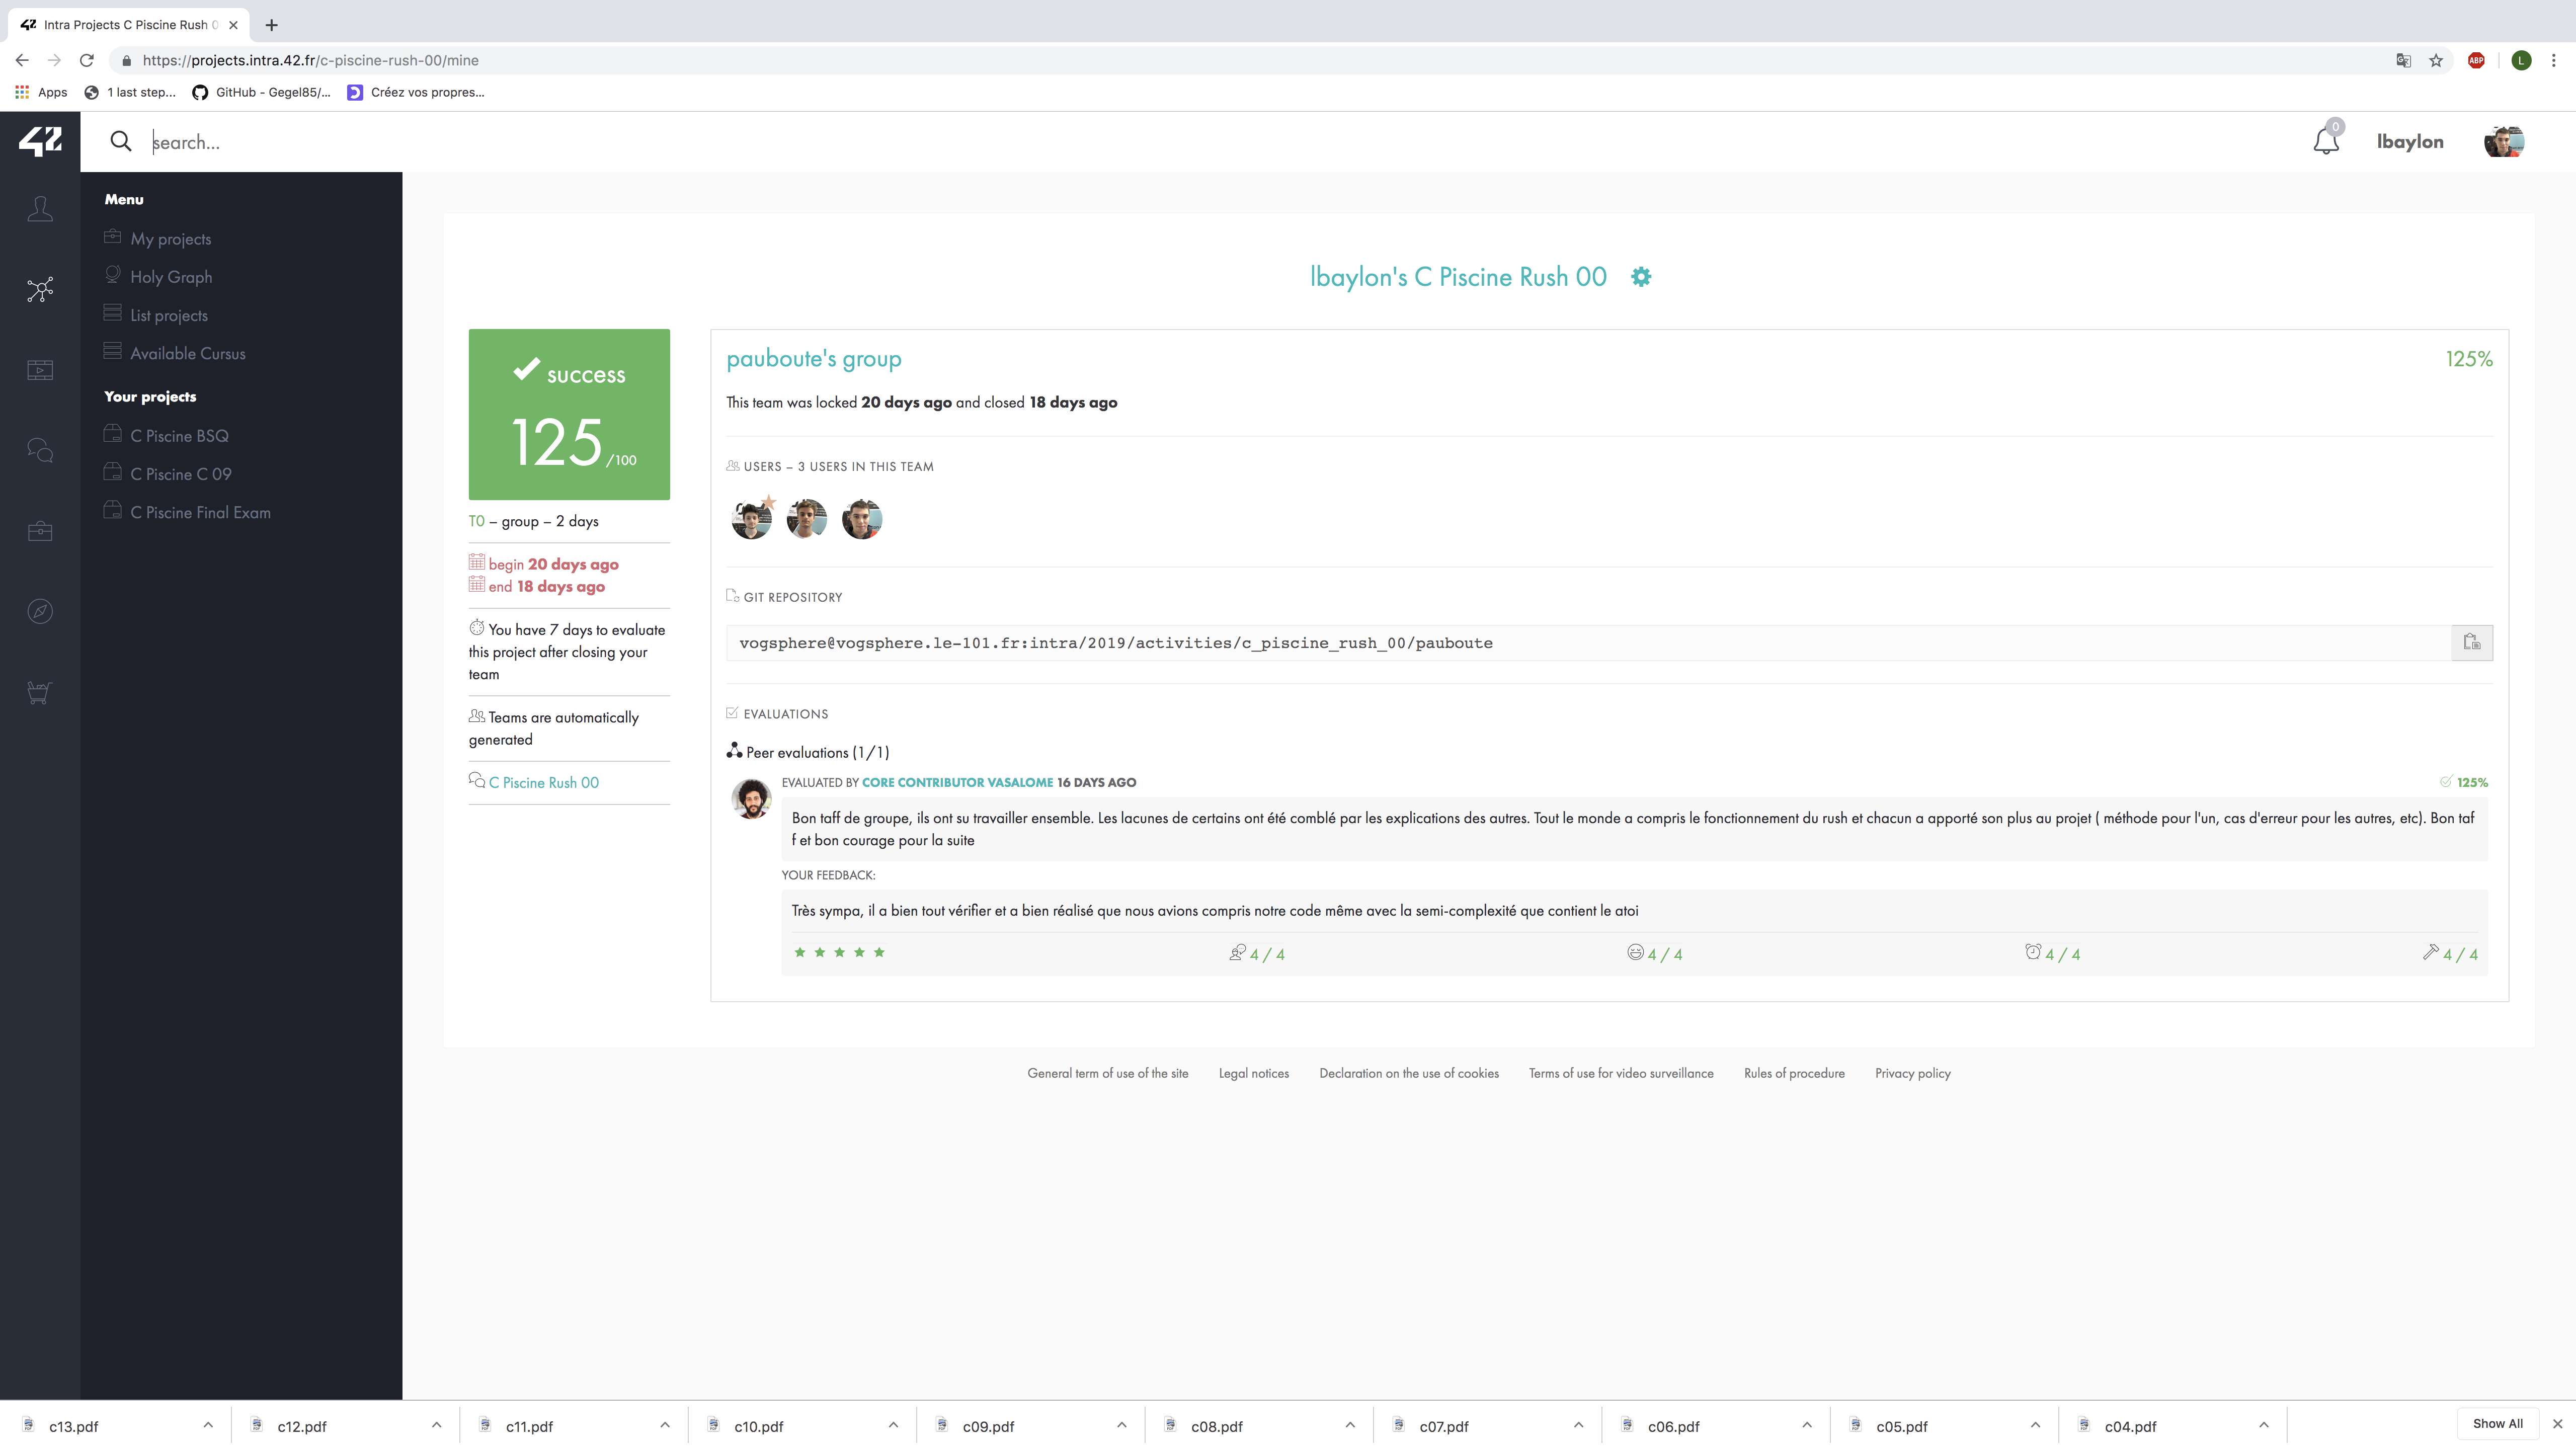 Intra Projects C Piscine Rush 0
https://projects.intra.42.fr/c-piscine-rush-00/mine
ABP
L
Apps
1 last step...
GitHub - Gegel85/...
Créez vos propres...
42
search...
0
lbaylon
Menu
My projects
Holy Graph
List projects
Available Cursus
Your projects
C Piscine BSQ
C Piscine C 09
C Piscine Final Exam
lbaylon's C Piscine Rush 00
success
125 /100
T0 – group – 2 days
begin 20 days ago
end 18 days ago
You have 7 days to evaluate
this project after closing your
team
Teams are automatically
generated
C Piscine Rush 00
pauboute's group
125%
This team was locked 20 days ago and closed 18 days ago
USERS – 3 USERS IN THIS TEAM
GIT REPOSITORY
vogsphere@vogsphere.le-101.fr:intra/2019/activities/c_piscine_rush_00/pauboute
EVALUATIONS
Peer evaluations (1/1)
EVALUATED BY CORE CONTRIBUTOR VASALOME 16 DAYS AGO
125%
Bon taff de groupe, ils ont su travailler ensemble. Les lacunes de certains ont été comblé par les explications des autres. Tout le monde a compris le fonctionnement du rush et chacun a apporté son plus au projet ( méthode pour l'un, cas d'erreur pour les autres, etc). Bon taf
f et bon courage pour la suite
YOUR FEEDBACK:
Très sympa, il a bien tout vérifier et a bien réalisé que nous avions compris notre code même avec la semi-complexité que contient le atoi
4 / 4
4 / 4
4 / 4
4 / 4
General term of use of the site
Legal notices
Declaration on the use of cookies
Terms of use for video surveillance
Rules of procedure
Privacy policy
c13.pdf
c12.pdf
c11.pdf
c10.pdf
c09.pdf
c08.pdf
c07.pdf
c06.pdf
c05.pdf
c04.pdf
Show All